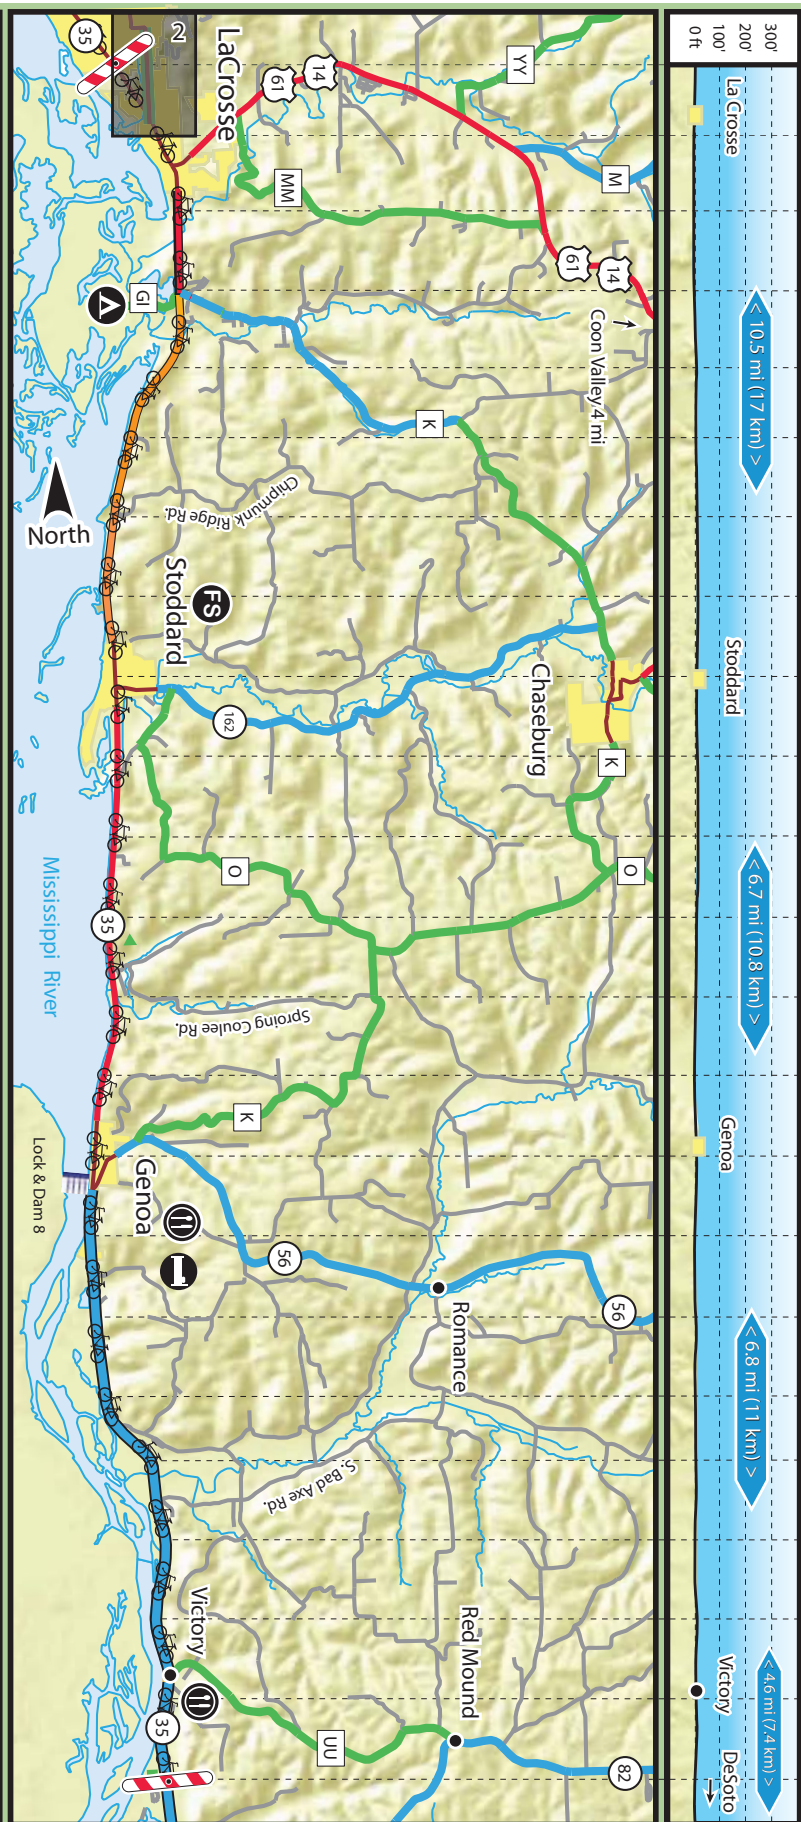 300'
200'
100'
0 ft
La Crosse
< 10.5 mi (17 km) >
Stoddard
< 6.7 mi (10.8 km) >
Genoa
< 6.8 mi (11 km) >
Victory
< 4.6 mi (7.4 km) >
DeSoto
35
2
LaCrosse
61
14
YY
M
MM
61
14
Coon Valley 4 mi
GI
K
North
Chipmunk Ridge Rd.
Stoddard
FS
162
Chaseburg
K
O
O
Mississippi River
35
Sproing Coulee Rd.
K
Genoa
Lock & Dam 8
56
Romance
56
S. Bad Axe Rd.
Victory
Red Mound
35
UU
82